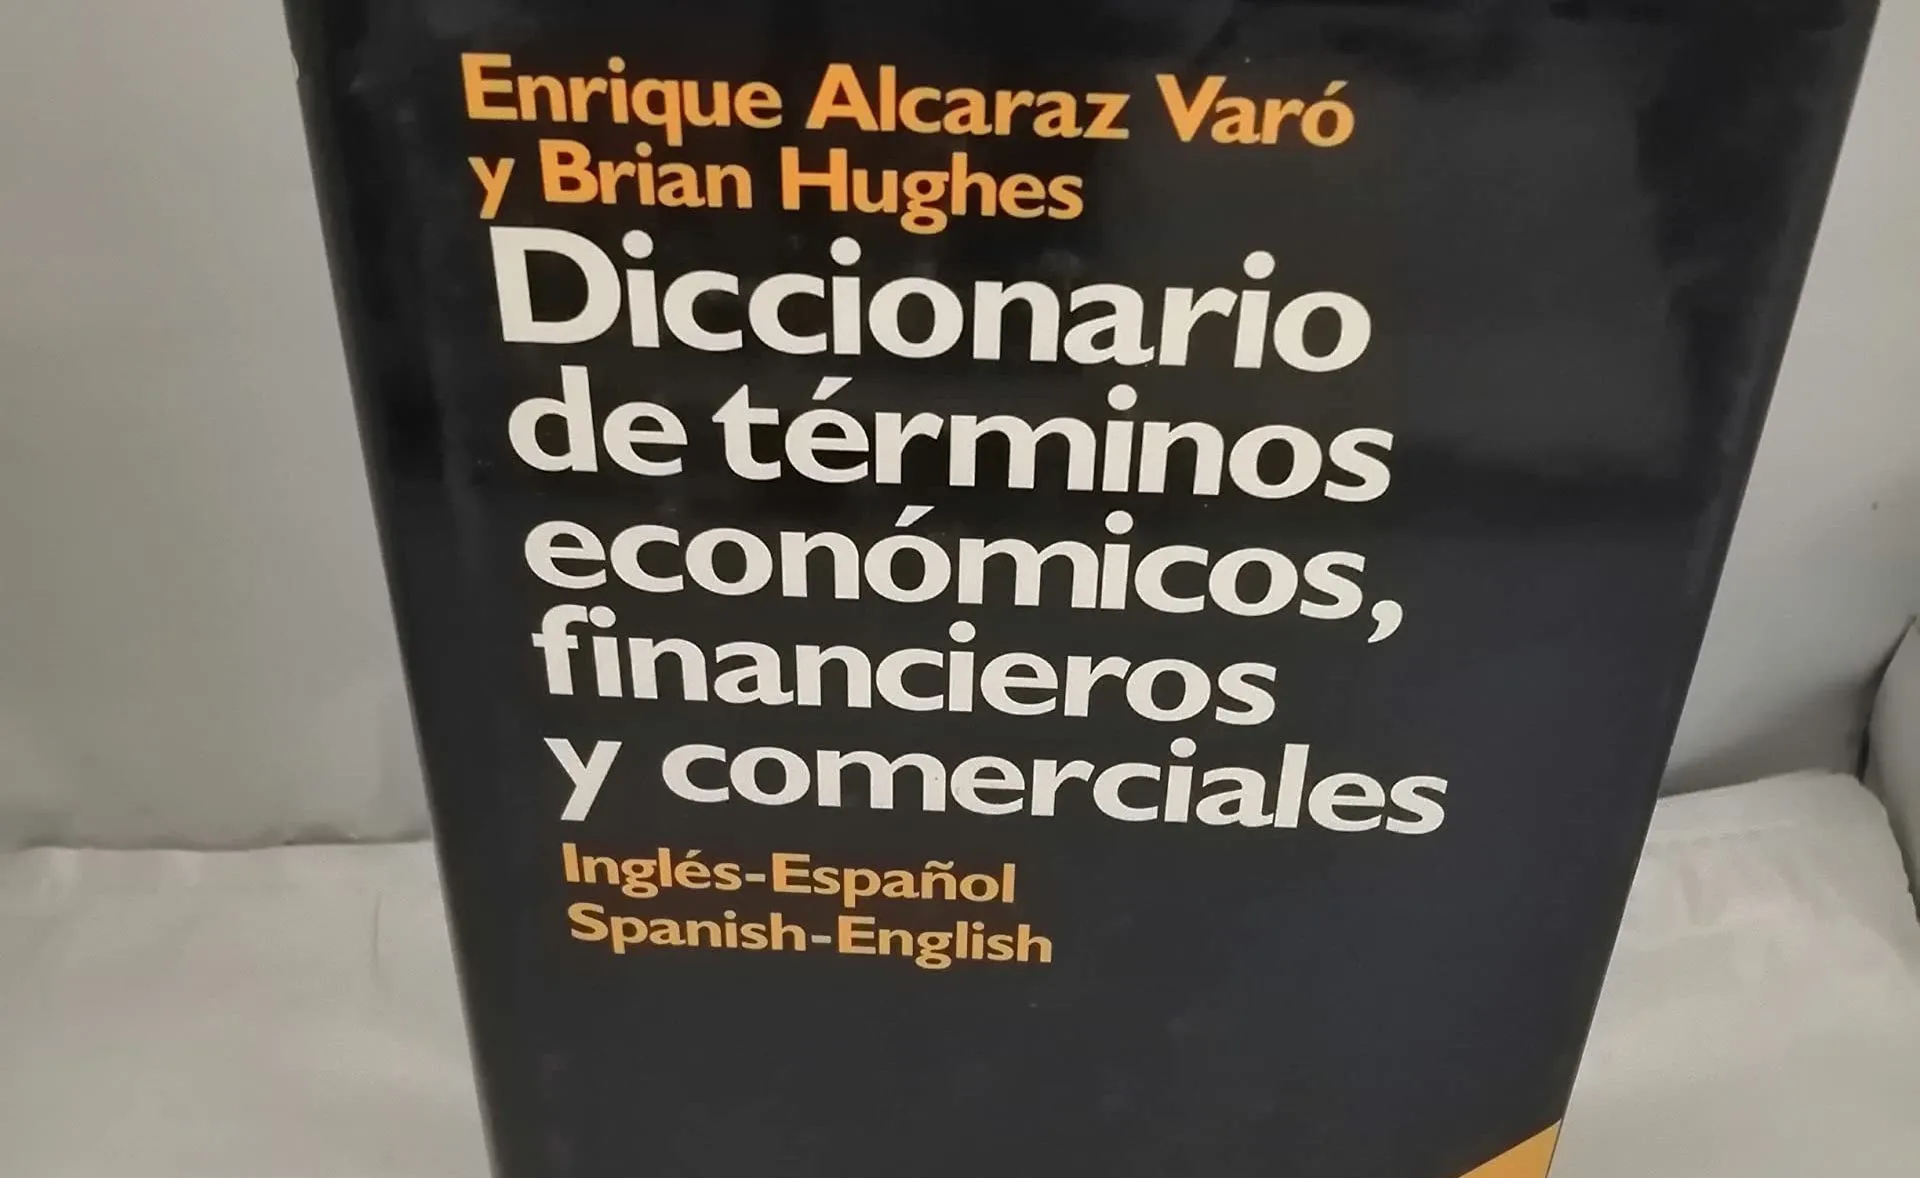 Enrique Alcaraz Varó
y Brian Hughes
Diccionario
de términos
económicos,
financieros
y comerciales
Inglés-Español
Spanish-English